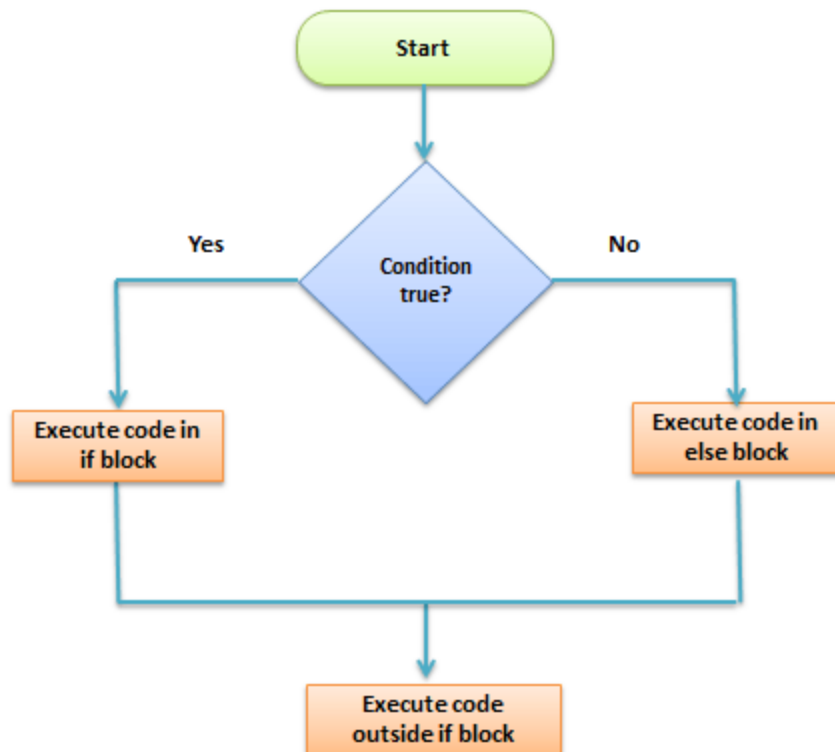 Start
Yes
No
Condition
true?
Execute code in
if block
Execute code in
else block
Execute code
outside if block